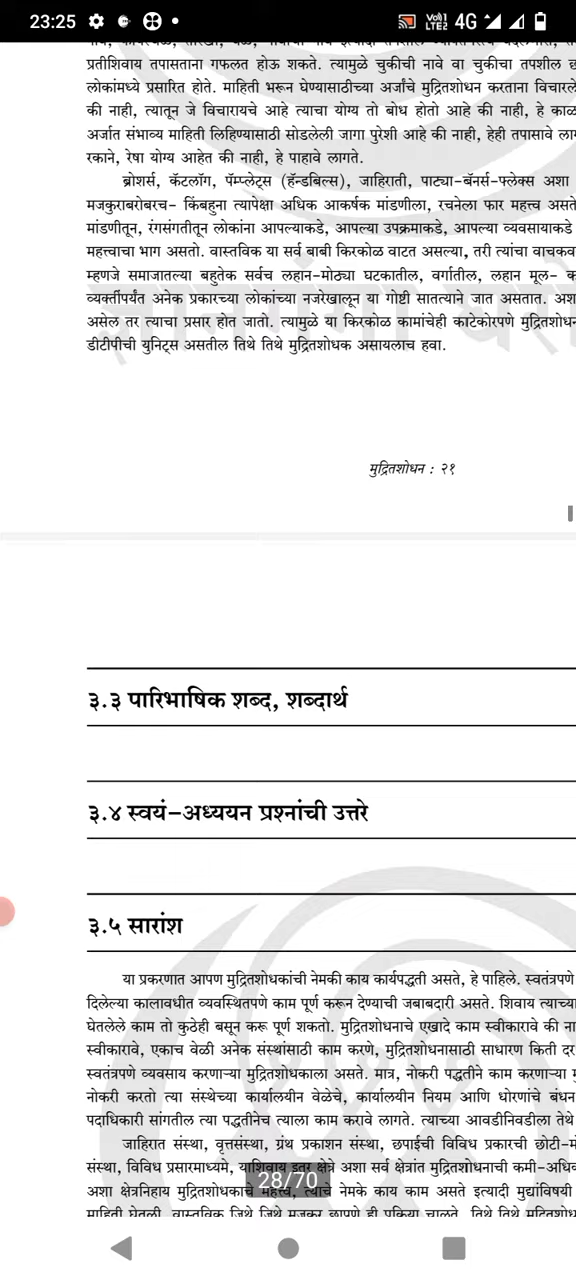 23:25 Vo)) LTE2 4G
प्रतीशिवाय तपासताना गफलत होऊ शकते. त्यामुळे चुकीची नावे वा चुकीचा तपशील छ
लोकांमध्ये प्रसारित होते. माहिती भरून घेण्यासाठीच्या अर्जांचे मुद्रितशोधन करताना विचारले
की नाही, त्यातून जे विचारायचे आहे त्याचा योग्य तो बोध होतो आहे की नाही, हे काळ
अर्जात संभाव्य माहिती लिहिण्यासाठी सोडलेली जागा पुरेशी आहे की नाही, हेही तपासावे लाग
रकाने, रेषा योग्य आहेत की नाही, हे पाहावे लागते.
ब्रोशर्स, कॅटलॉग, पॅम्प्लेट्स (हॅन्डबिल्स), जाहिराती, पाट्या-बॅनर्स-फ्लेक्स अशा
मजकुराबरोबरच- किंबहुना त्यापेक्षा अधिक आकर्षक मांडणीला, रचनेला फार महत्त्व असते
मांडणीतून, रंगसंगतीतून लोकांना आपल्याकडे, आपल्या उपक्रमाकडे, आपल्या व्यवसायाकडे
महत्त्वाचा भाग असतो. वास्तविक या सर्व बाबी किरकोळ वाटत असल्या, तरी त्यांचा वाचकव
म्हणजे समाजातल्या बहुतेक सर्वच लहान-मोठ्या घटकातील, वर्गातील, लहान मूल- क
व्यक्तींपर्यंत अनेक प्रकारच्या लोकांच्या नजरेखालून या गोष्टी सातत्याने जात असतात. अश
असेल तर त्याचा प्रसार होत जातो. त्यामुळे या किरकोळ कामांचेही काटेकोरपणे मुद्रितशोधन
डीटीपीची युनिट्स असतील तिथे तिथे मुद्रितशोधक असायलाच हवा.
मुद्रितशोधन : २१
३.३ पारिभाषिक शब्द, शब्दार्थ
३.४ स्वयं-अध्ययन प्रश्नांची उत्तरे
३.५ सारांश
या प्रकरणात आपण मुद्रितशोधकांची नेमकी काय कार्यपद्धती असते, हे पाहिले. स्वतंत्रपणे
दिलेल्या कालावधीत व्यवस्थितपणे काम पूर्ण करून देण्याची जबाबदारी असते. शिवाय त्याच्या
घेतलेले काम तो कुठेही बसून करू पूर्ण शकतो. मुद्रितशोधनाचे एखादे काम स्वीकारावे की ना
स्वीकारावे, एकाच वेळी अनेक संस्थांसाठी काम करणे, मुद्रितशोधनासाठी साधारण किती दर
स्वतंत्रपणे व्यवसाय करणाऱ्या मुद्रितशोधकाला असते. मात्र, नोकरी पद्धतीने काम करणाऱ्या मु
नोकरी करतो त्या संस्थेच्या कार्यालयीन वेळेचे, कार्यालयीन नियम आणि धोरणांचे बंधन
पदाधिकारी सांगतील त्या पद्धतीनेच त्याला काम करावे लागते. त्याच्या आवडीनिवडीला तेथे
जाहिरात संस्था, वृत्तसंस्था, ग्रंथ प्रकाशन संस्था, छपाईची विविध प्रकारची छोटी-मो
संस्था, विविध प्रसारमाध्यमे, याशिवाय इतर क्षेत्रे अशा सर्व क्षेत्रांत मुद्रितशोधनाची कमी-अधि
अशा क्षेत्रनिहाय मुद्रितशोधकाचे महत्त्व, त्याचे नेमके काय काम असते इत्यादी मुद्यांविषयी
28/70
माहिती घेतली. वास्तविक जिथे जिथे मजकूर छापणे ही प्रक्रिया चालते, तिथे तिथे मुद्रितशोध